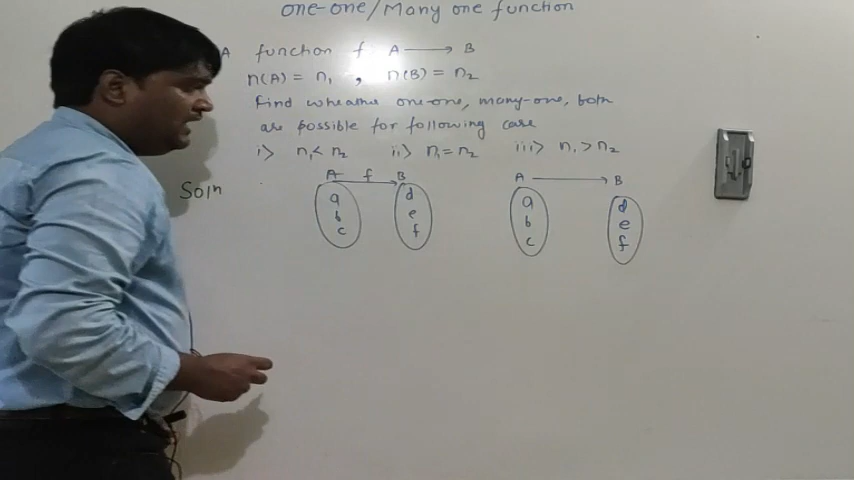 one-one/Many one function
A function f A → B
n(A) = n₁ , n(B) = n₂
Find wheathe one-one, many-one, both
are possible for following case
i> n₁ < n₂ ii> n₁ = n₂ iii> n₁ > n₂
Soln
A f B
a d
b e
c f
A → B
a d
b e
c f